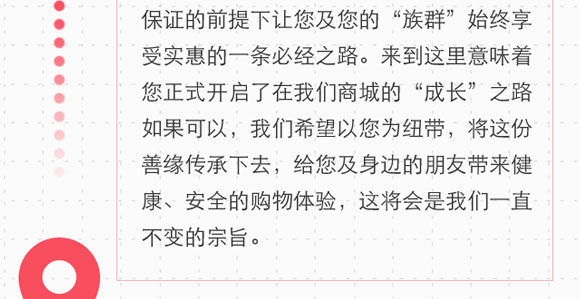 保证的前提下让您及您的“族群”始终享
受实惠的一条必经之路。来到这里意味着
您正式开启了在我们商城的“成长”之路
如果可以，我们希望以您为纽带，将这份
善缘传承下去，给您及身边的朋友带来健
康、安全的购物体验，这将会是我们一直
不变的宗旨。